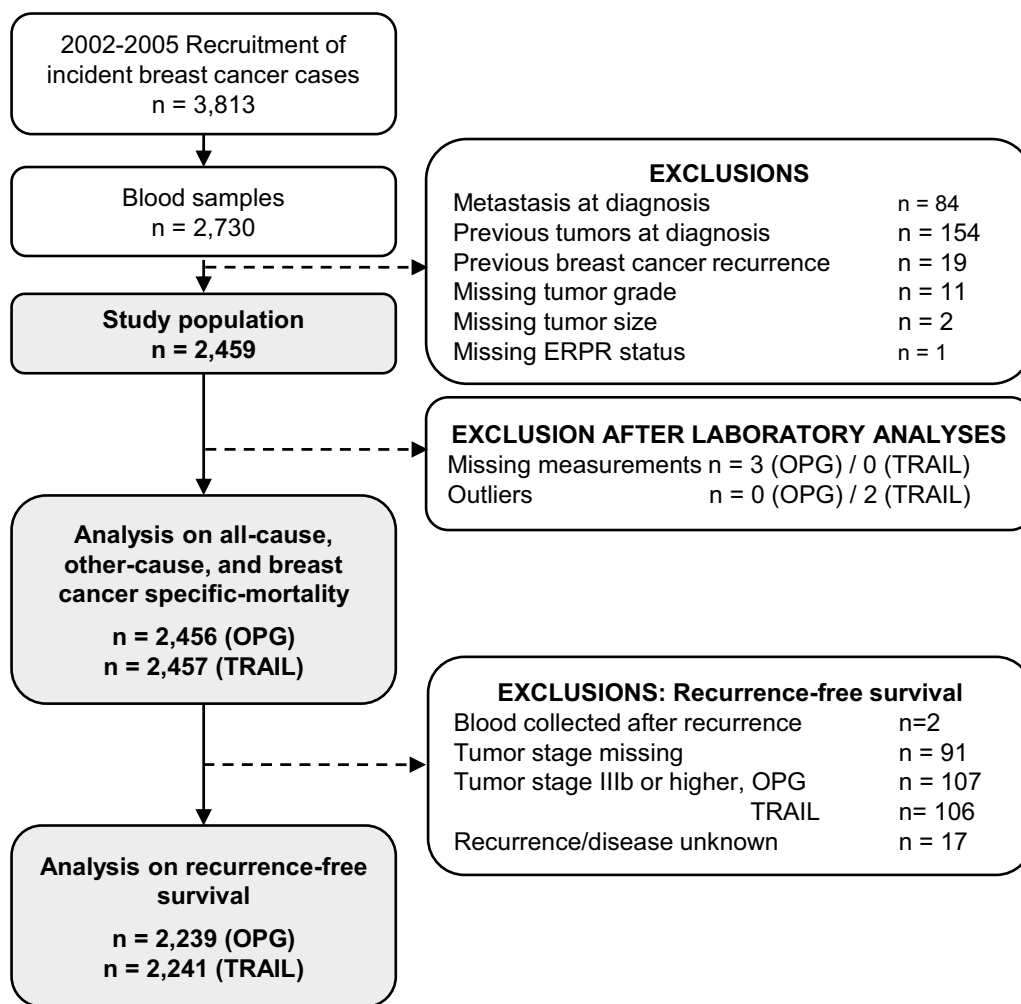 2002-2005 Recruitment of
incident breast cancer cases
n = 3,813
Blood samples
n = 2,730
EXCLUSIONS
Metastasis at diagnosis n = 84
Previous tumors at diagnosis n = 154
Previous breast cancer recurrence n = 19
Missing tumor grade n = 11
Missing tumor size n = 2
Missing ERPR status n = 1
Study population
n = 2,459
EXCLUSION AFTER LABORATORY ANALYSES
Missing measurements n = 3 (OPG) / 0 (TRAIL)
Outliers n = 0 (OPG) / 2 (TRAIL)
Analysis on all-cause,
other-cause, and breast
cancer specific-mortality
n = 2,456 (OPG)
n = 2,457 (TRAIL)
EXCLUSIONS: Recurrence-free survival
Blood collected after recurrence n=2
Tumor stage missing n = 91
Tumor stage IIIb or higher, OPG n = 107
TRAIL n= 106
Recurrence/disease unknown n = 17
Analysis on recurrence-free
survival
n = 2,239 (OPG)
n = 2,241 (TRAIL)